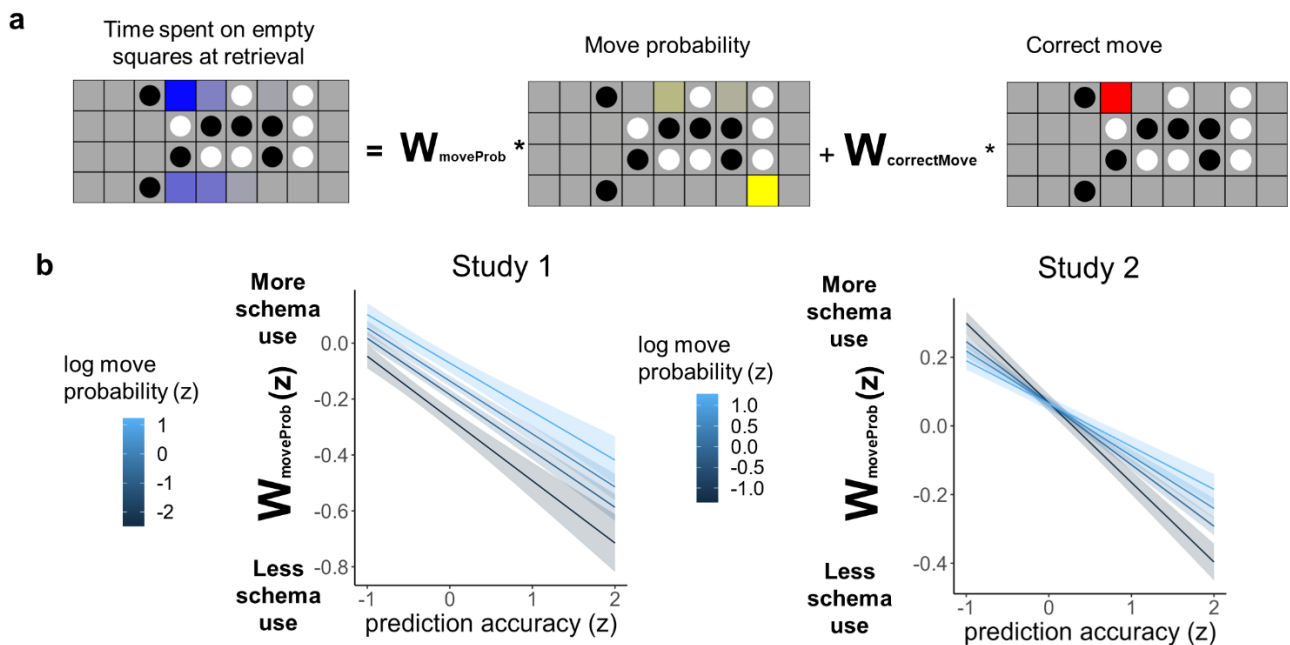 a
Time spent on empty
squares at retrieval
Move probability
Correct move
= WmoveProb *
+ WcorrectMove *
b
Study 1
More
schema
use
log move
probability (z)
1
0
-1
-2
WmoveProb (z)
0.0
-0.2
-0.4
-0.6
-0.8
Less
schema
use
-1 0 1 2
prediction accuracy (z)
Study 2
More
schema
use
log move
probability (z)
1.0
0.5
0.0
-0.5
-1.0
WmoveProb (z)
0.2
0.0
-0.2
-0.4
Less
schema
use
-1 0 1 2
prediction accuracy (z)